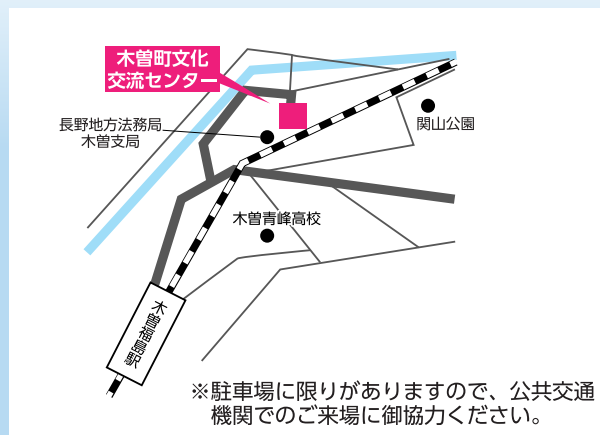 木曽町文化
交流センター
長野地方法務局
木曽支局
関山公園
木曽青峰高校
木曽福島駅
※駐車場に限りがありますので、公共交通
機関でのご来場に御協力ください。